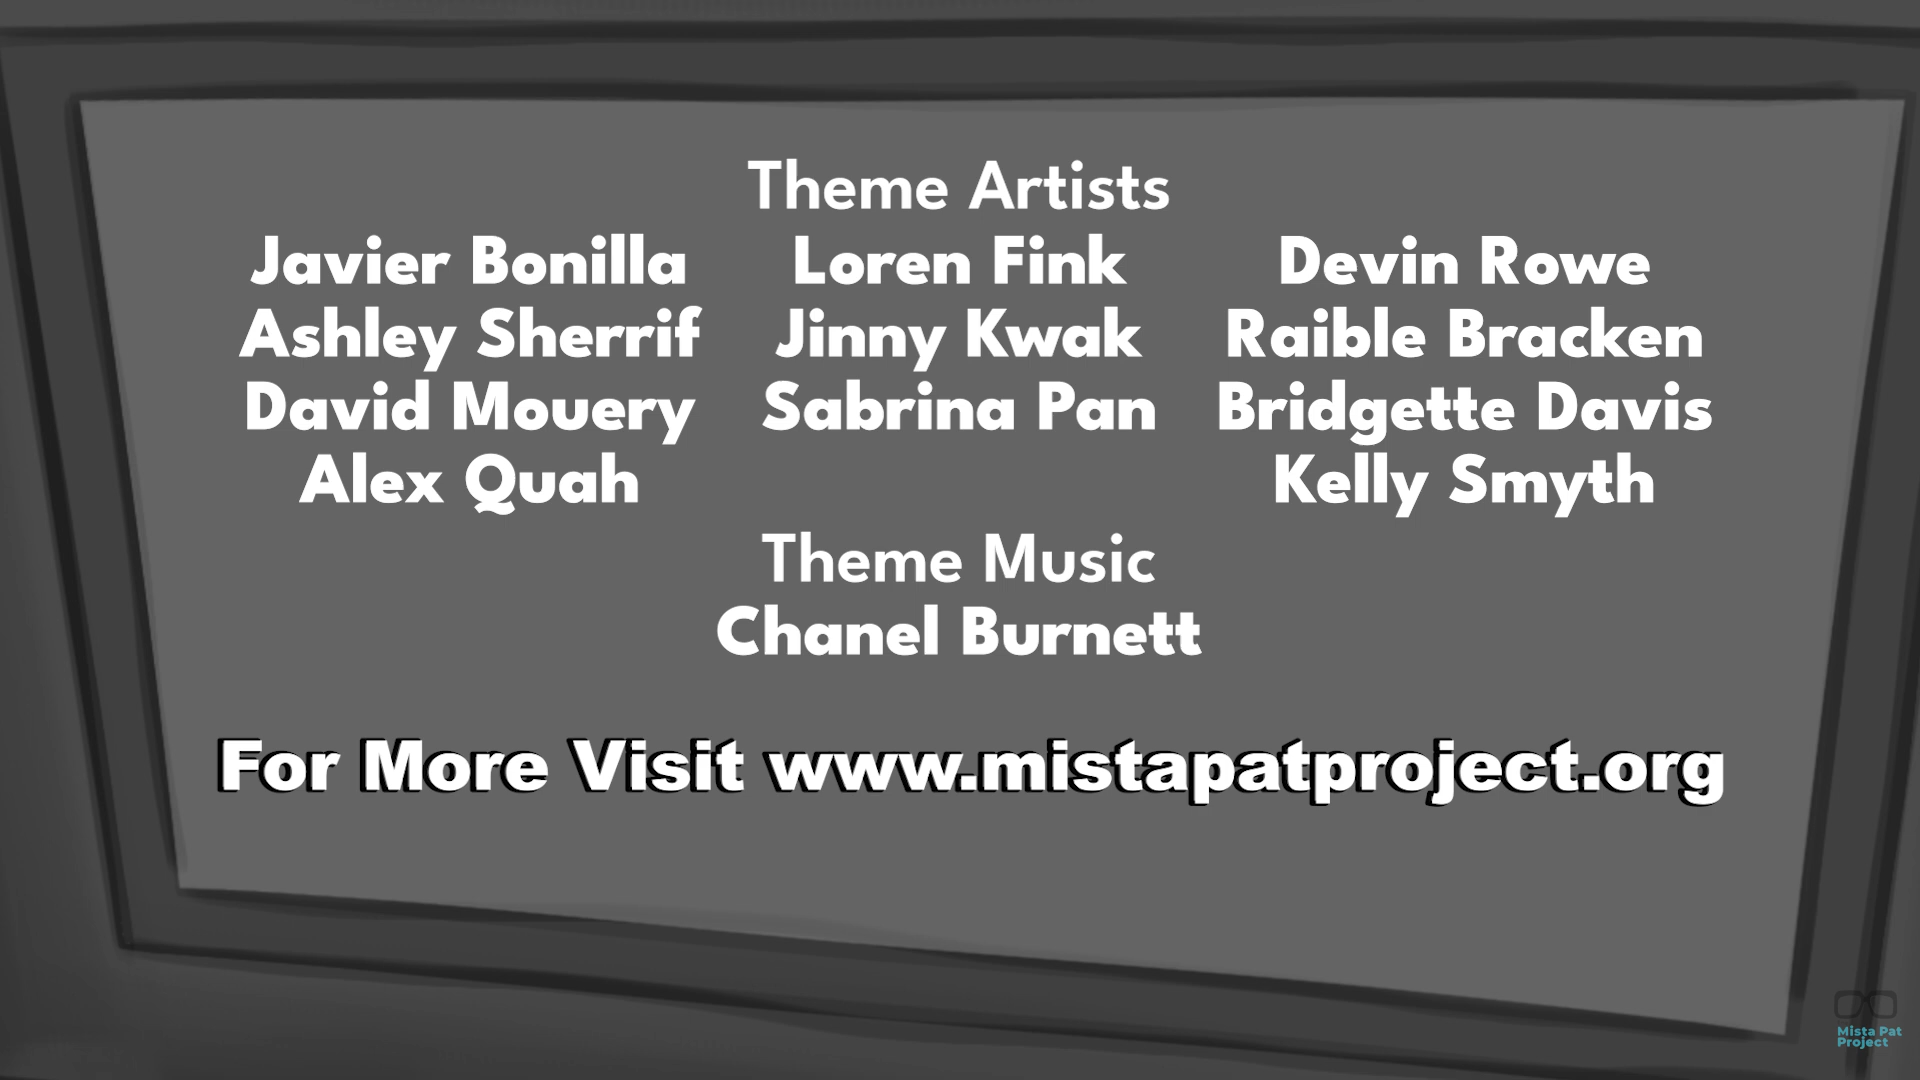 Theme Artists
Javier Bonilla Loren Fink Devin Rowe
Ashley Sherrif Jinny Kwak Raible Bracken
David Mouery Sabrina Pan Bridgette Davis
Alex Quah Kelly Smyth
Theme Music
Chanel Burnett
For More Visit www.mistapatproject.org
Mista Pat
Project